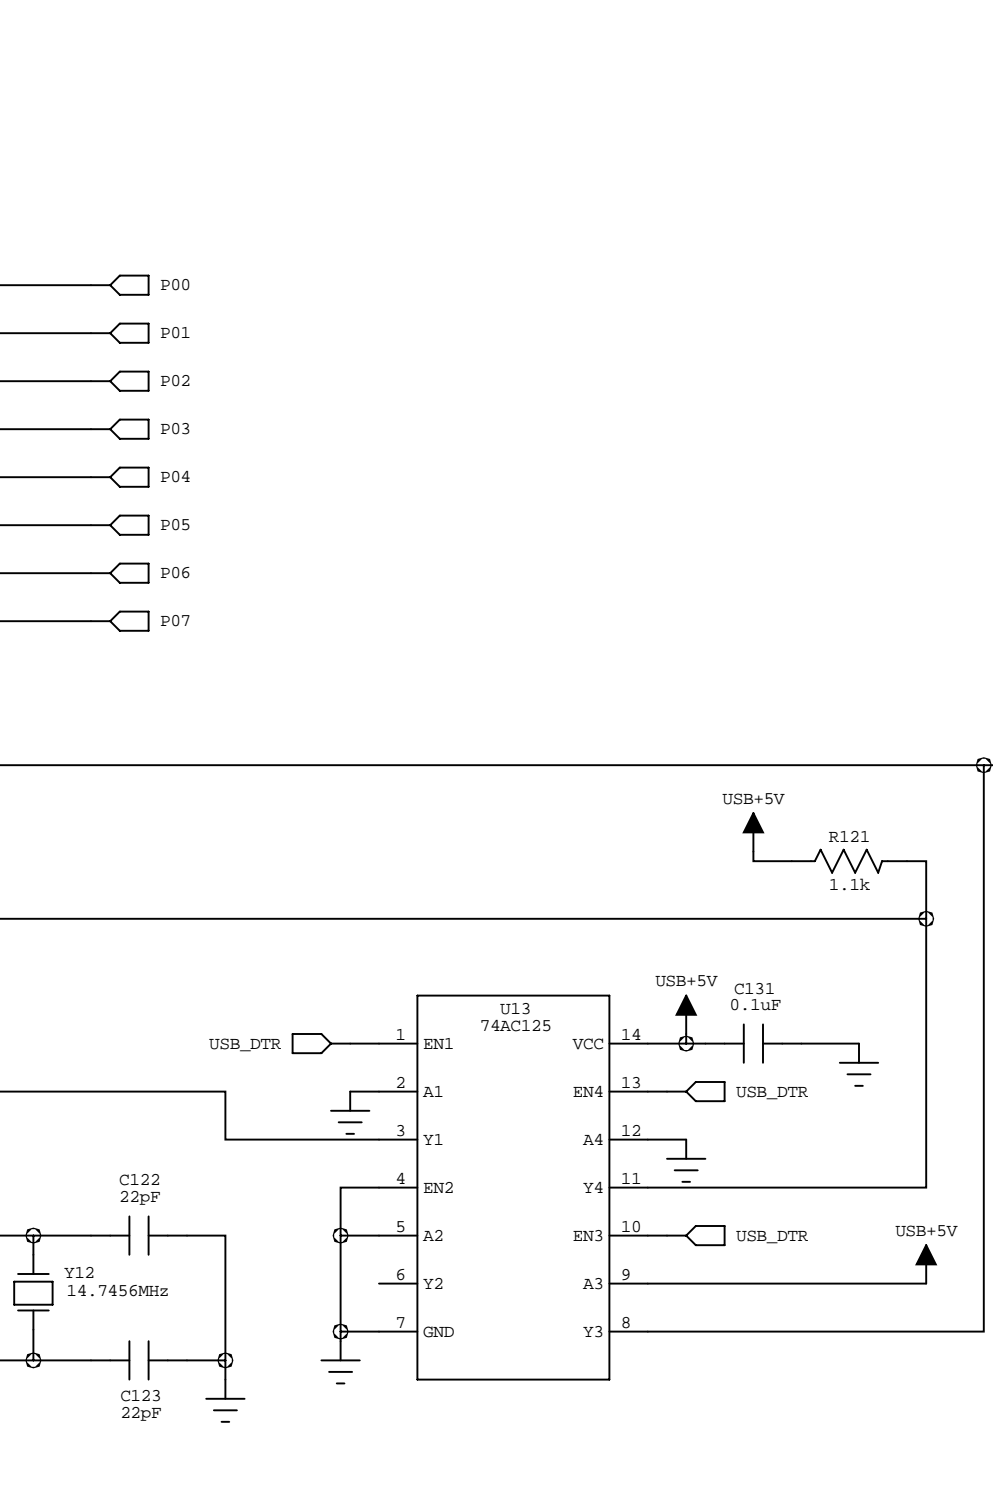 P00
P01
P02
P03
P04
P05
P06
P07
USB+5V
R121
1.1k
USB+5V
C131
0.1uF
U13
74AC125
USB_DTR
1
EN1
VCC
14
2
A1
EN4
13
USB_DTR
3
Y1
A4
12
4
EN2
Y4
11
5
A2
EN3
10
USB_DTR
6
Y2
A3
9
USB+5V
7
GND
Y3
8
C122
22pF
Y12
14.7456MHz
C123
22pF